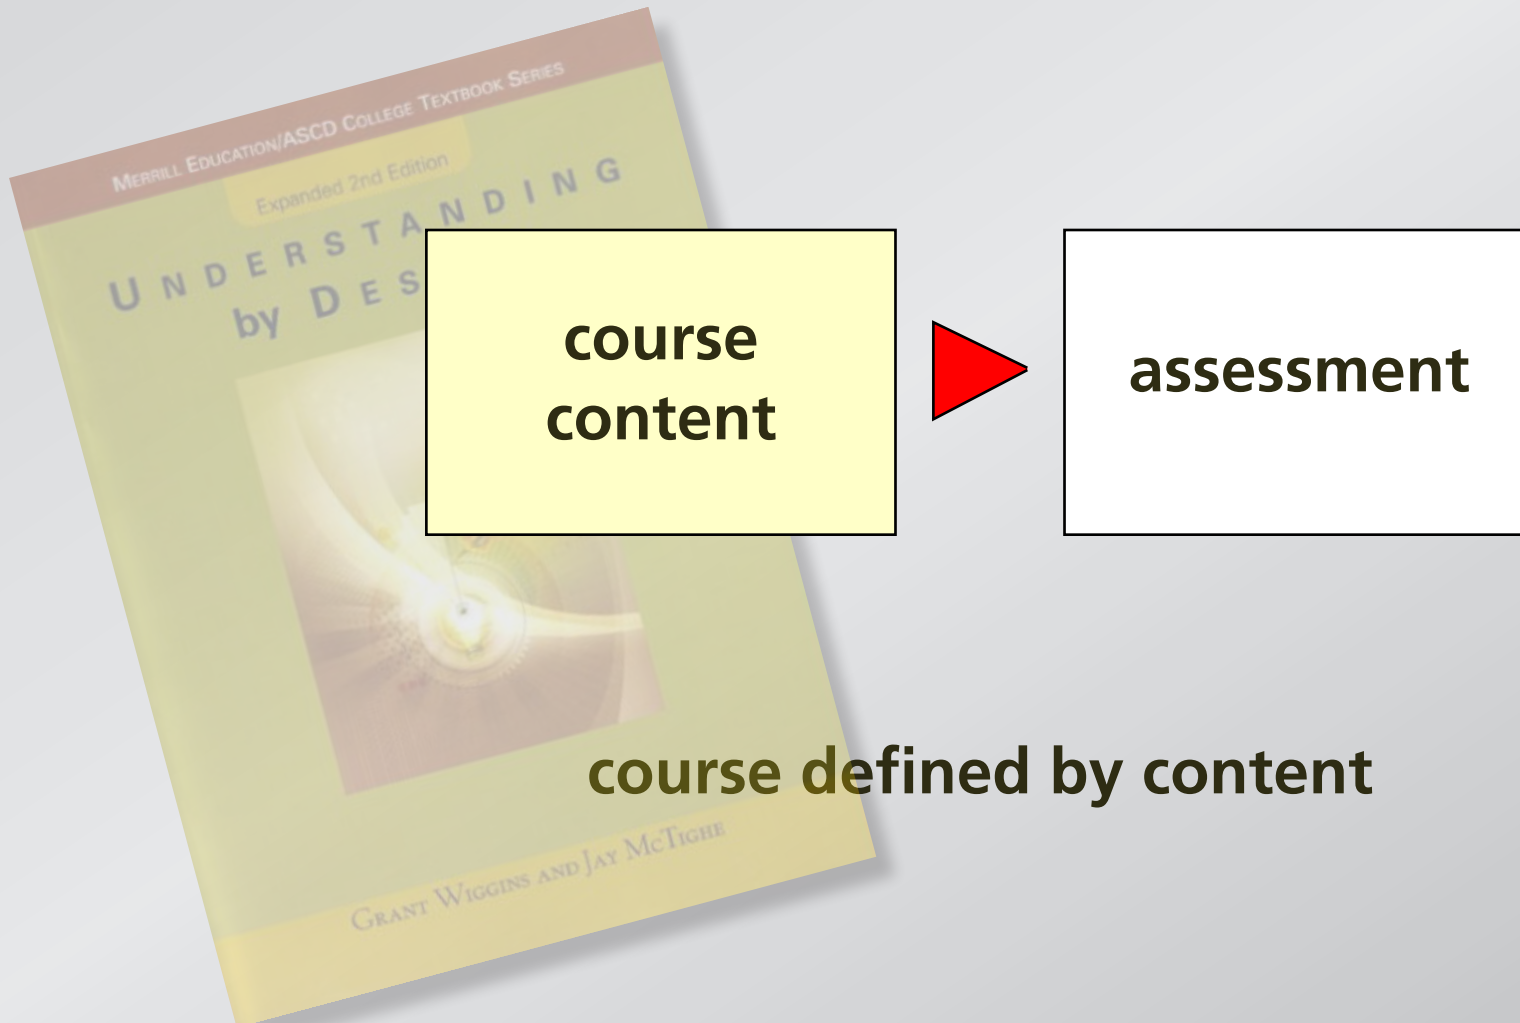 MERRILL EDUCATION/ASCD COLLEGE TEXTBOOK SERIES
Expanded 2nd Edition
UNDERSTANDING
by DES
course
content
assessment
course defined by content
GRANT WIGGINS AND JAY MCTIGHE